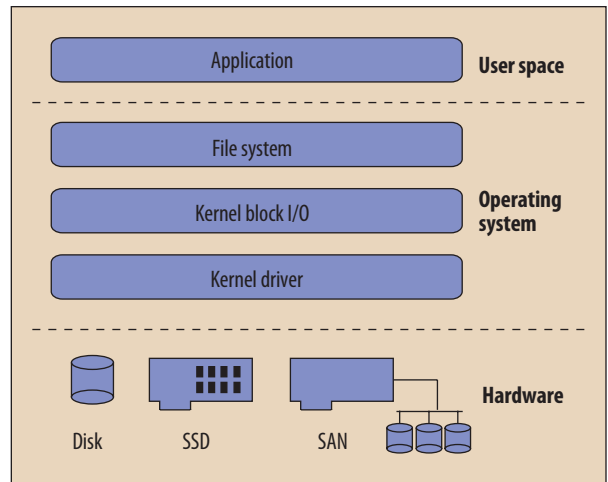 Application
User space
File system
Kernel block I/O
Operating
system
Kernel driver
Hardware
Disk
SSD
SAN